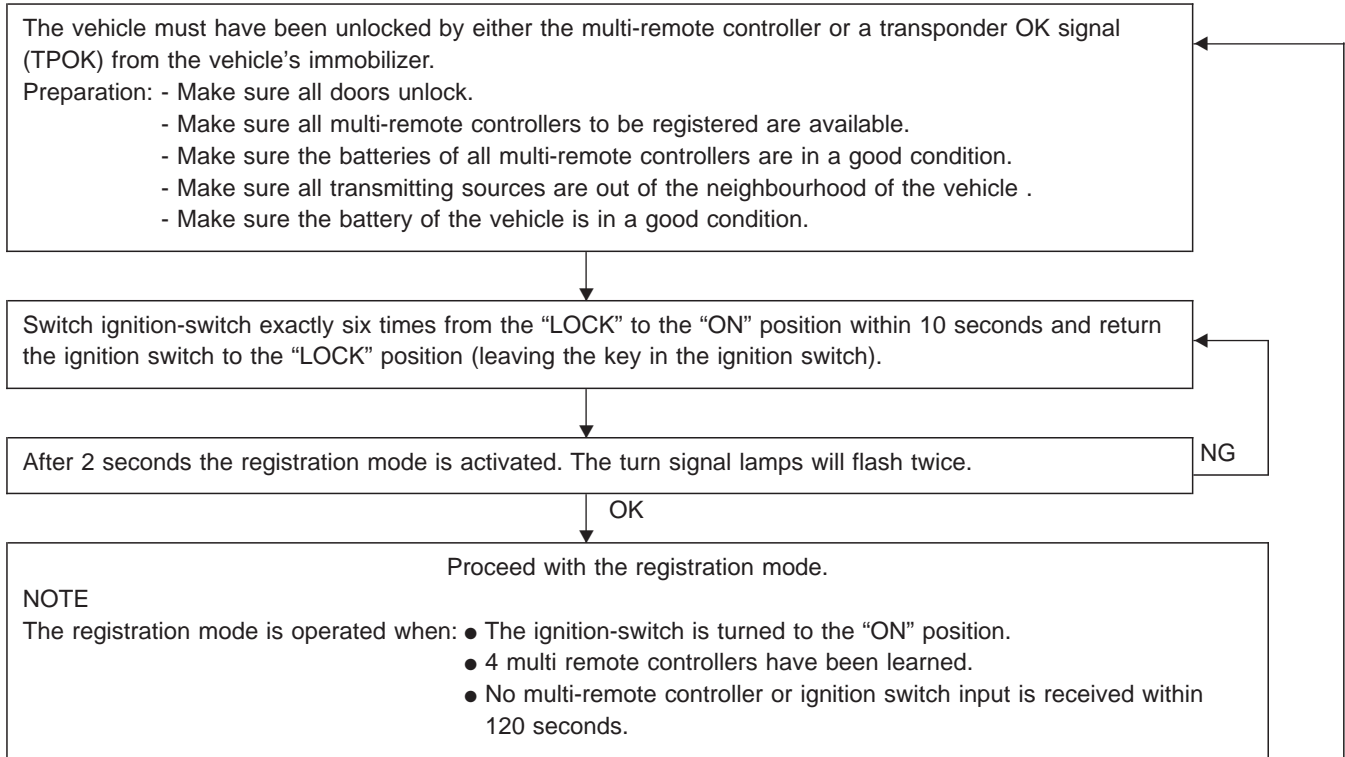 The vehicle must have been unlocked by either the multi-remote controller or a transponder OK signal
(TPOK) from the vehicle's immobilizer.
Preparation: - Make sure all doors unlock.
- Make sure all multi-remote controllers to be registered are available.
- Make sure the batteries of all multi-remote controllers are in a good condition.
- Make sure all transmitting sources are out of the neighbourhood of the vehicle .
- Make sure the battery of the vehicle is in a good condition.
Switch ignition-switch exactly six times from the “LOCK” to the “ON” position within 10 seconds and return
the ignition switch to the “LOCK” position (leaving the key in the ignition switch).
After 2 seconds the registration mode is activated. The turn signal lamps will flash twice.
NG
OK
Proceed with the registration mode.
NOTE
The registration mode is operated when: ● The ignition-switch is turned to the “ON” position.
● 4 multi remote controllers have been learned.
● No multi-remote controller or ignition switch input is received within
120 seconds.